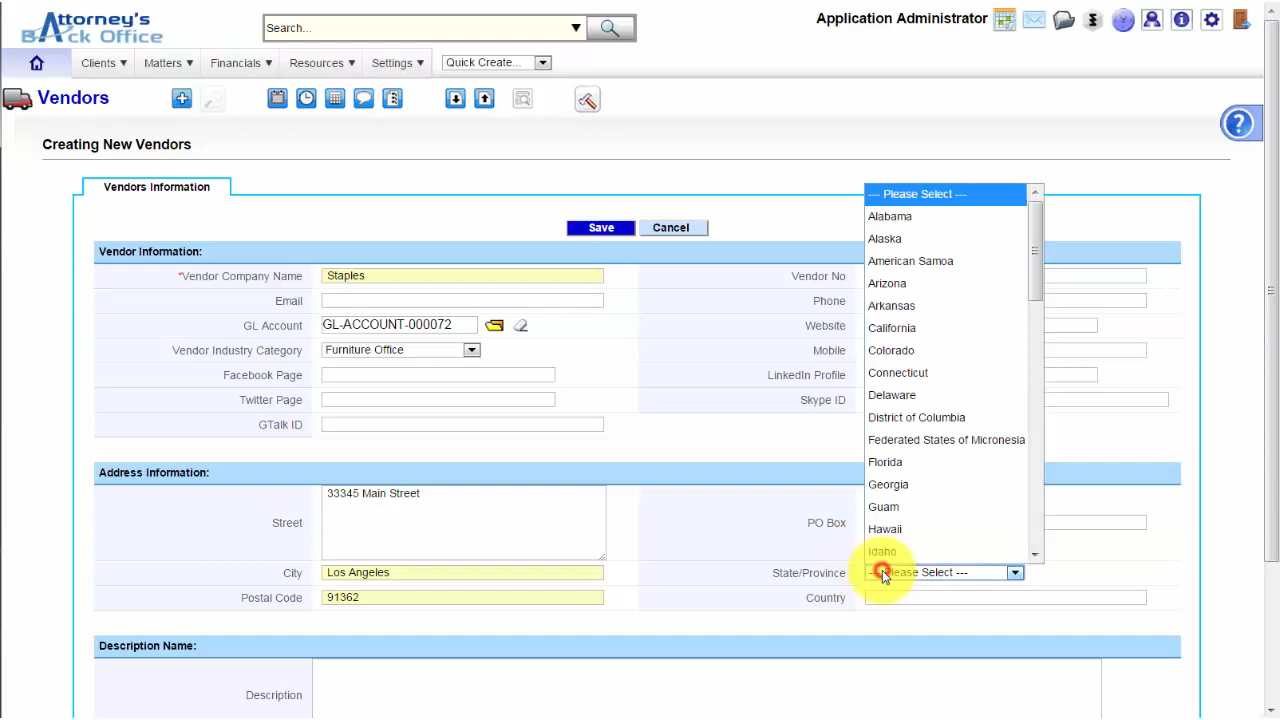 Attorney's
BAck Office
Search...
Application Administrator
Clients ▾ Matters ▾ Financials ▾ Resources ▾ Settings ▾ Quick Create...
Vendors
Creating New Vendors
Vendors Information
Save Cancel
Vendor Information:
*Vendor Company Name Staples Vendor No
Email Phone
GL Account GL-ACCOUNT-000072 Website
Vendor Industry Category Furniture Office Mobile
Facebook Page LinkedIn Profile
Twitter Page Skype ID
GTalk ID
--- Please Select ---
Alabama
Alaska
American Samoa
Arizona
Arkansas
California
Colorado
Connecticut
Delaware
District of Columbia
Federated States of Micronesia
Florida
Georgia
Guam
Hawaii
Idaho
Address Information:
Street 33345 Main Street PO Box
City Los Angeles State/Province --- Please Select ---
Postal Code 91362 Country
Description Name:
Description